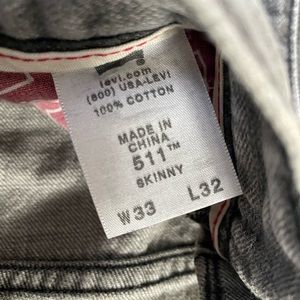 levi.com
(800) USA-LEVI
100% COTTON
MADE IN
CHINA
511™
SKINNY
W33 L32